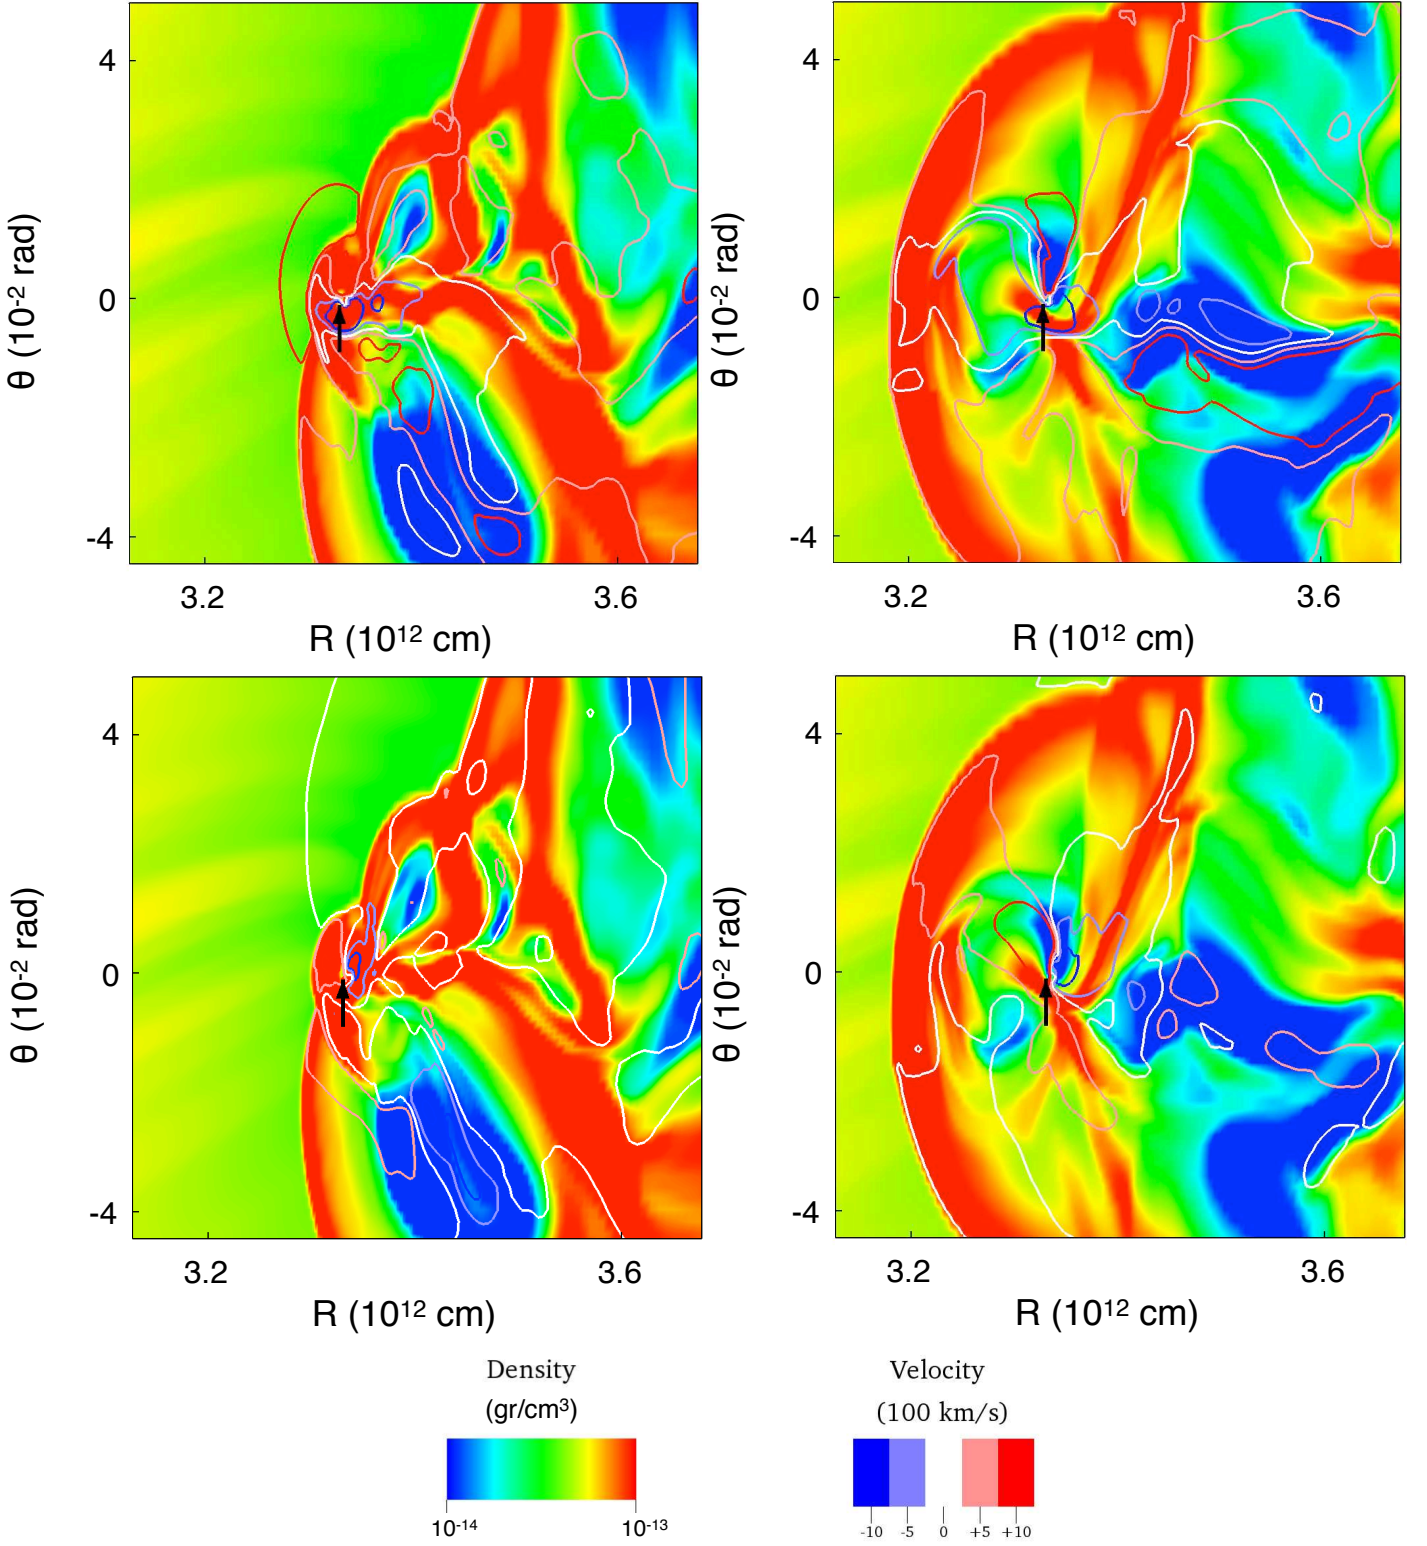 4
0
-4
θ (10⁻² rad)
3.2
3.6
R (10¹² cm)
4
0
-4
θ (10⁻² rad)
3.2
3.6
R (10¹² cm)
4
0
-4
θ (10⁻² rad)
3.2
3.6
R (10¹² cm)
4
0
-4
θ (10⁻² rad)
3.2
3.6
R (10¹² cm)
Density
(gr/cm³)
10⁻¹⁴
10⁻¹³
Velocity
(100 km/s)
-10 -5 0 +5 +10